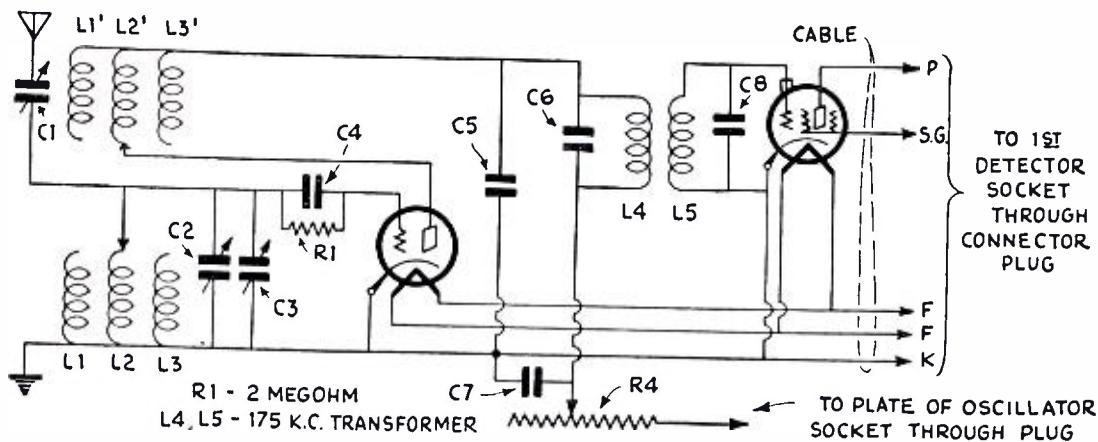 L1' L2' L3'
CABLE
P
C1
C4
C5
C6
C8
S.G.
TO 1ST
DETECTOR
SOCKET
THROUGH
CONNECTOR
PLUG
L4 L5
R1
C2
C3
F
F
K
L1 L2 L3
C7
R4
R1 - 2 MEGOHM
L4, L5 - 175 K.C. TRANSFORMER
TO PLATE OF OSCILLATOR
SOCKET THROUGH PLUG